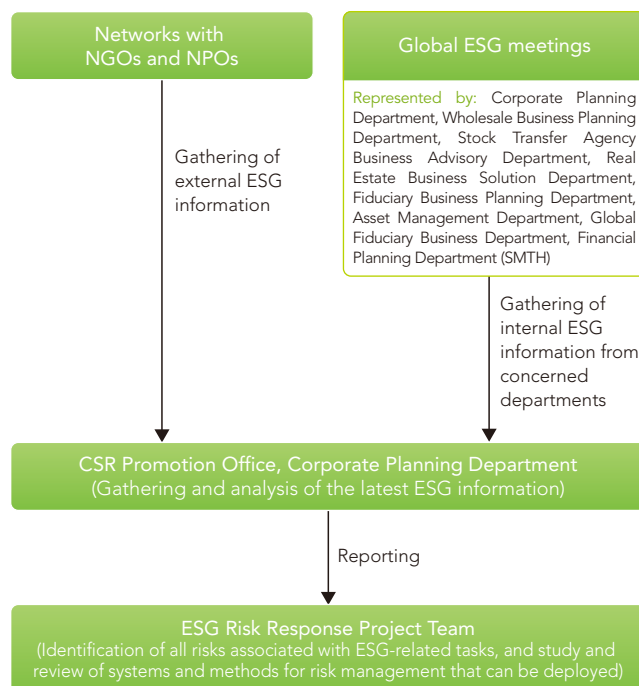 Networks with
NGOs and NPOs
Global ESG meetings
Represented by: Corporate Planning
Department, Wholesale Business Planning
Department, Stock Transfer Agency
Business Advisory Department, Real
Estate Business Solution Department,
Fiduciary Business Planning Department,
Asset Management Department, Global
Fiduciary Business Department, Financial
Planning Department (SMTH)
Gathering of
external ESG
information
Gathering of
internal ESG
information from
concerned
departments
CSR Promotion Office, Corporate Planning Department
(Gathering and analysis of the latest ESG information)
Reporting
ESG Risk Response Project Team
(Identification of all risks associated with ESG-related tasks, and study and
review of systems and methods for risk management that can be deployed)